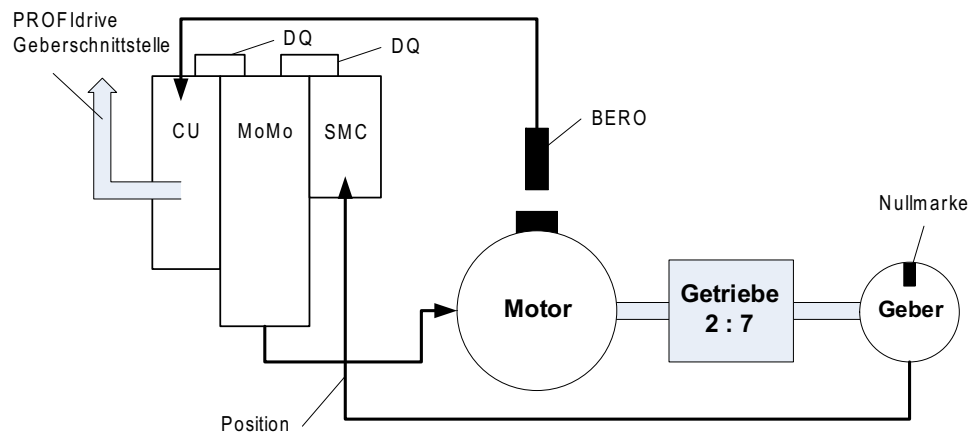 PROFIdrive
Geberschnittstelle
DQ
DQ
CU
MoMo
SMC
BERO
Nullmarke
Motor
Getriebe
2 : 7
Geber
Position